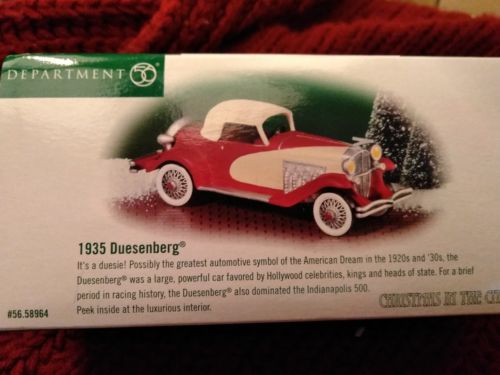 DEPARTMENT 56®
1935 Duesenberg®
It's a duesie! Possibly the greatest automotive symbol of the American Dream in the 1920s and '30s, the
Duesenberg® was a large, powerful car favored by Hollywood celebrities, kings and heads of state. For a brief
period in racing history, the Duesenberg® also dominated the Indianapolis 500.
#56.58964
Peek inside at the luxurious interior.
CHRISTMAS IN THE